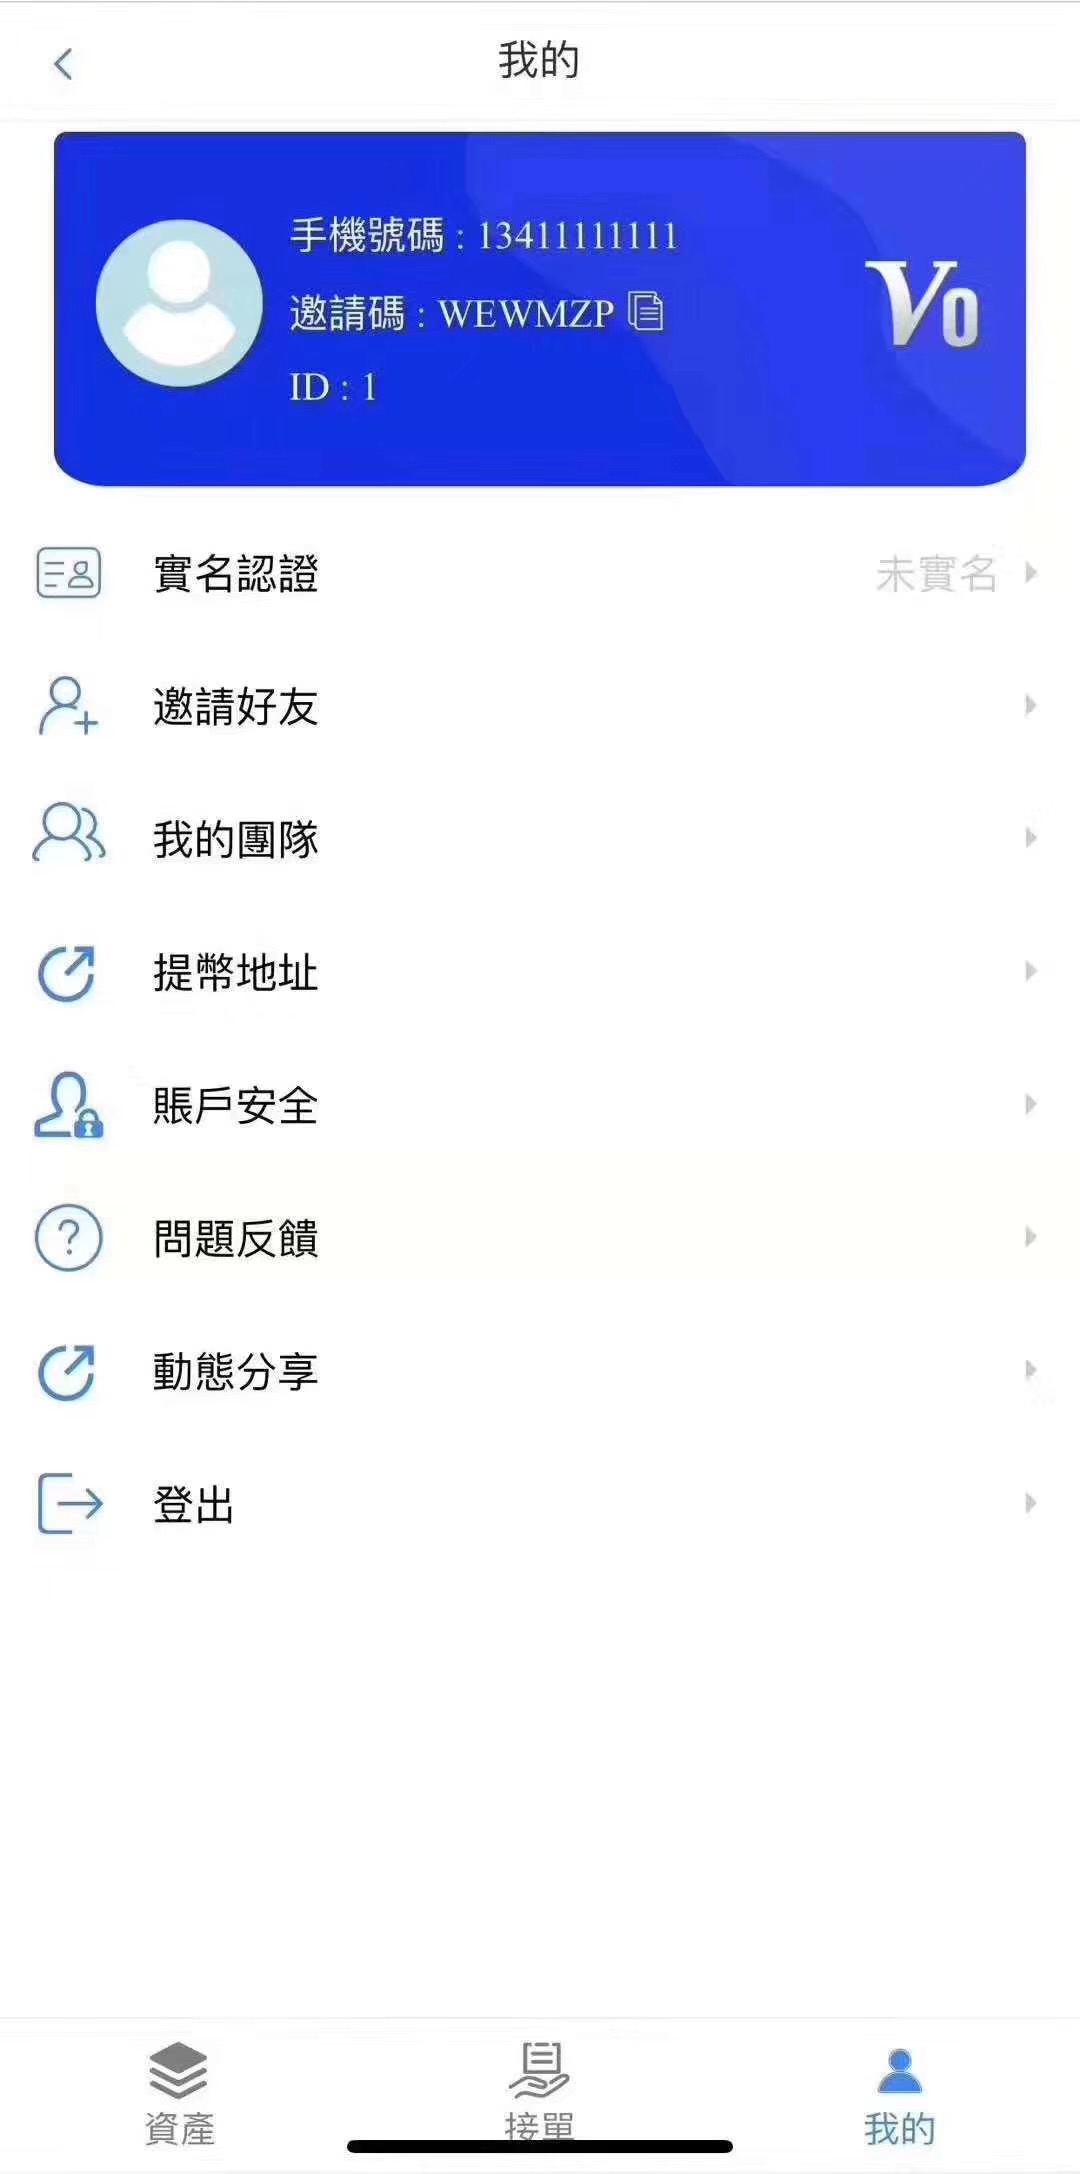 我的
手機號碼 : 13411111111
邀請碼 : WEWMZP
ID : 1
V0
實名認證
未實名
邀請好友
我的團隊
提幣地址
賬戶安全
問題反饋
動態分享
登出
資產
接單
我的